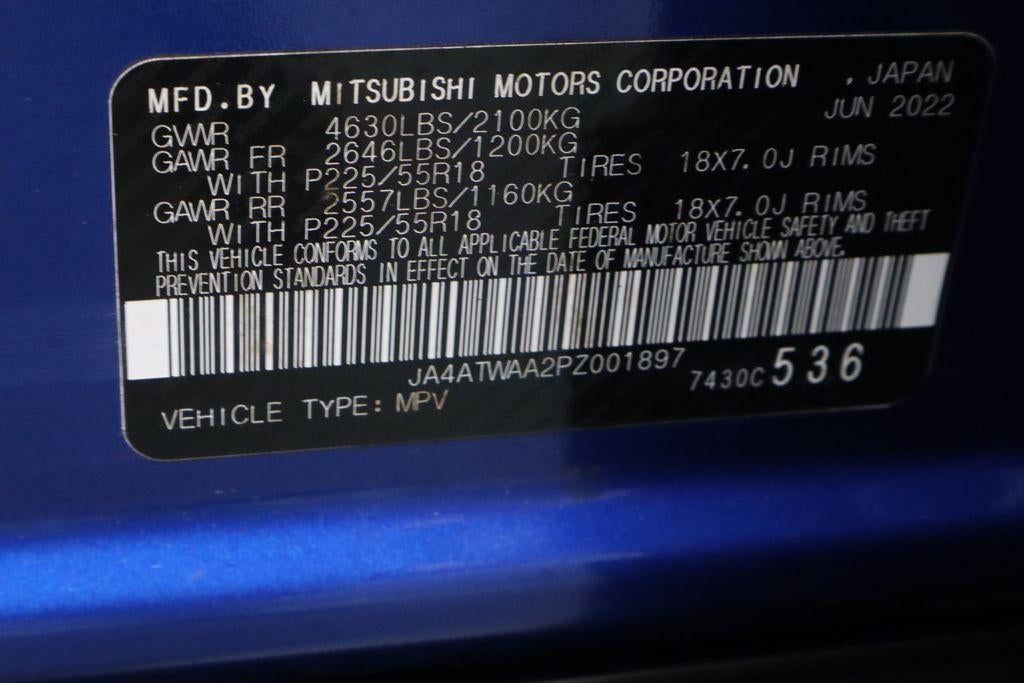 MFD.BY MITSUBISHI MOTORS CORPORATION , JAPAN
JUN 2022
GVWR 4630LBS/2100KG
GAWR FR 2646LBS/1200KG
WITH P225/55R18 TIRES 18X7.0J RIMS
GAWR RR 2557LBS/1160KG
WITH P225/55R18 TIRES 18X7.0J RIMS
THIS VEHICLE CONFORMS TO ALL APPLICABLE FEDERAL MOTOR VEHICLE SAFETY AND THEFT
PREVENTION STANDARDS IN EFFECT ON THE DATE OF MANUFACTURE SHOWN ABOVE.
JA4ATWAA2PZ001897 7430C 536
VEHICLE TYPE: MPV